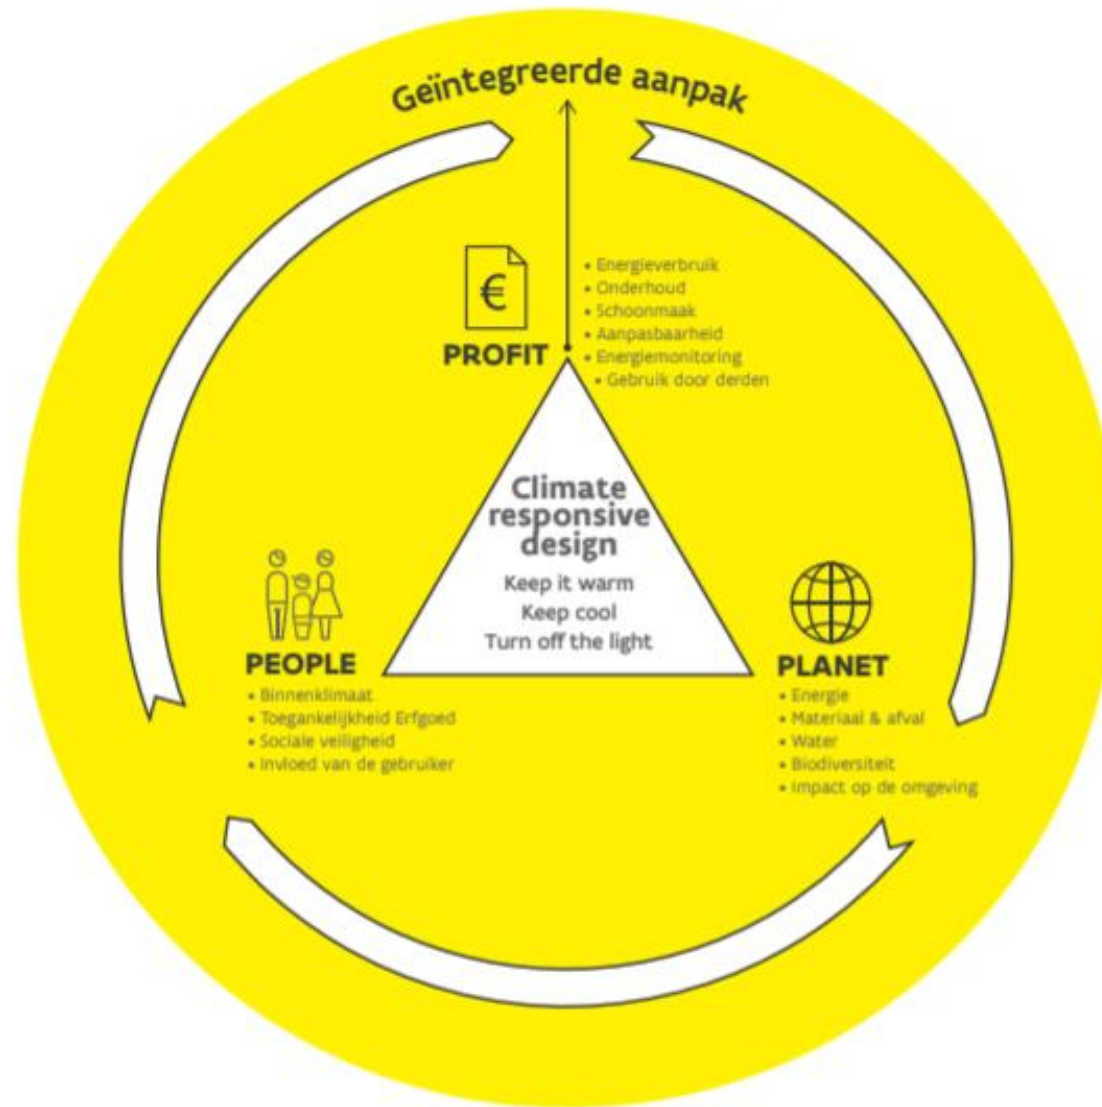 Geïntegreerde aanpak
€
PROFIT
• Energieverbruik
• Onderhoud
• Schoonmaak
• Aanpasbaarheid
• Energiemonitoring
• Gebruik door derden
Climate
responsive
design
Keep it warm
Keep cool
Turn off the light
PEOPLE
• Binnenklimaat
• Toegankelijkheid Erfgoed
• Sociale veiligheid
• Invloed van de gebruiker
PLANET
• Energie
• Materiaal & afval
• Water
• Biodiversiteit
• Impact op de omgeving